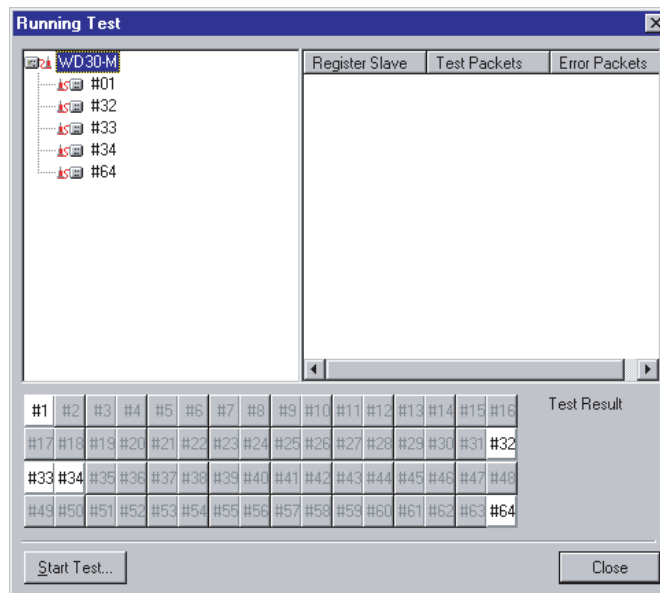 Running Test
WD30-M
#01
#32
#33
#34
#64
Register Slave Test Packets Error Packets
#1 #2 #3 #4 #5 #6 #7 #8 #9 #10 #11 #12 #13 #14 #15 #16
Test Result
#17 #18 #19 #20 #21 #22 #23 #24 #25 #26 #27 #28 #29 #30 #31 #32
#33 #34 #35 #36 #37 #38 #39 #40 #41 #42 #43 #44 #45 #46 #47 #48
#49 #50 #51 #52 #53 #54 #55 #56 #57 #58 #59 #60 #61 #62 #63 #64
Start Test...
Close